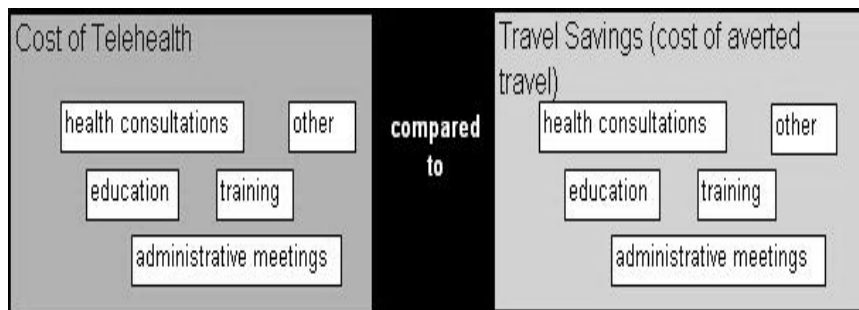 Cost of Telehealth
health consultations
other
education
training
administrative meetings
compared
to
Travel Savings (cost of averted
travel)
health consultations
other
education
training
administrative meetings